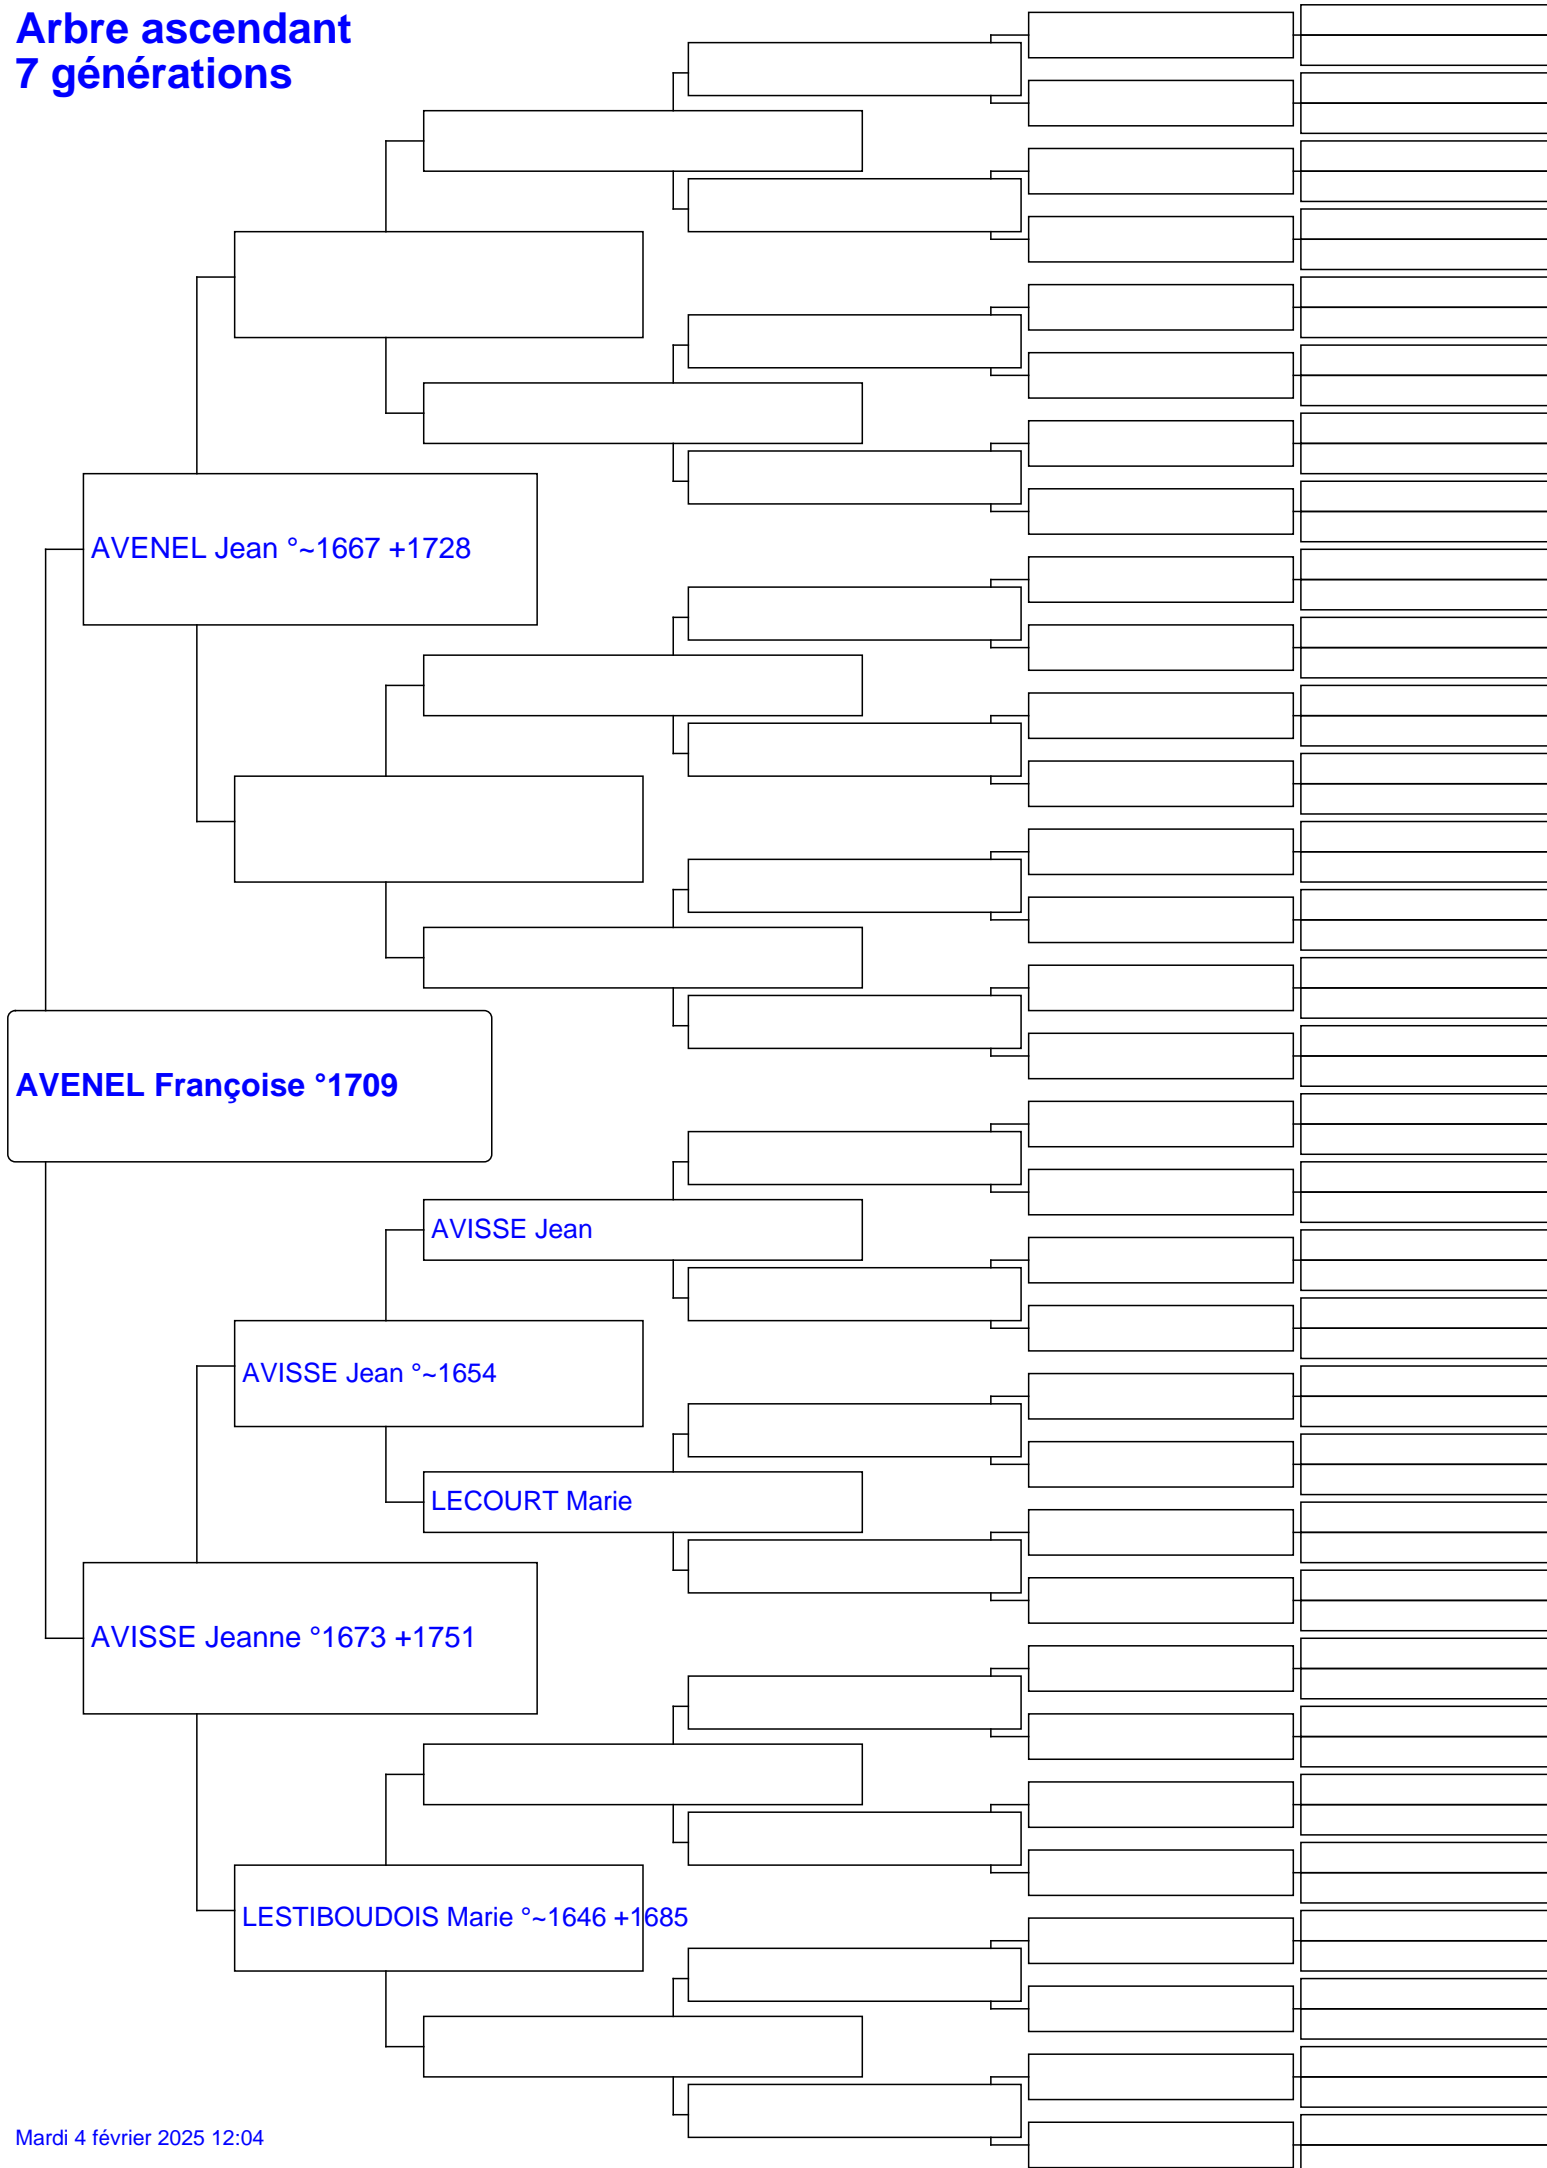 Arbre ascendant
7 générations
AVENEL Jean °~1667 +1728
AVENEL Françoise °1709
AVISSE Jean
AVISSE Jean °~1654
LECOURT Marie
AVISSE Jeanne °1673 +1751
LESTIBOUDOIS Marie °~1646 +1685
Mardi 4 février 2025 12:04